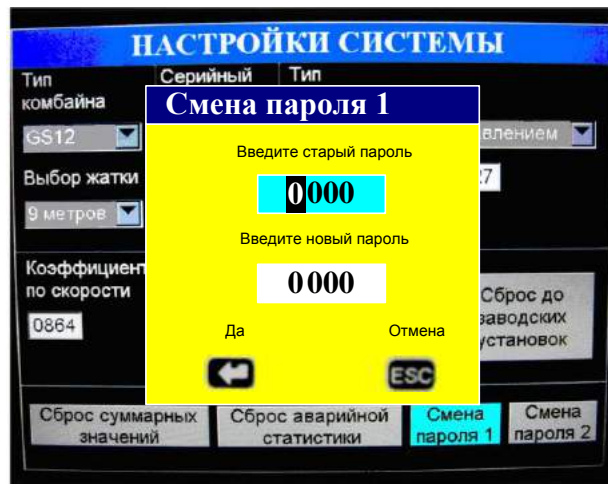 НАСТРОЙКИ СИСТЕМЫ
Тип комбайна
Серийный
Тип
GS12
влением
Выбор жатки
27
9 метров
Коэффициент по скорости
0864
Смена пароля 1
Введите старый пароль
0000
Введите новый пароль
0000
Да
Отмена
ESC
Сброс до
заводских
установок
Сброс суммарных
значений
Сброс аварийной
статистики
Смена
пароля 1
Смена
пароля 2